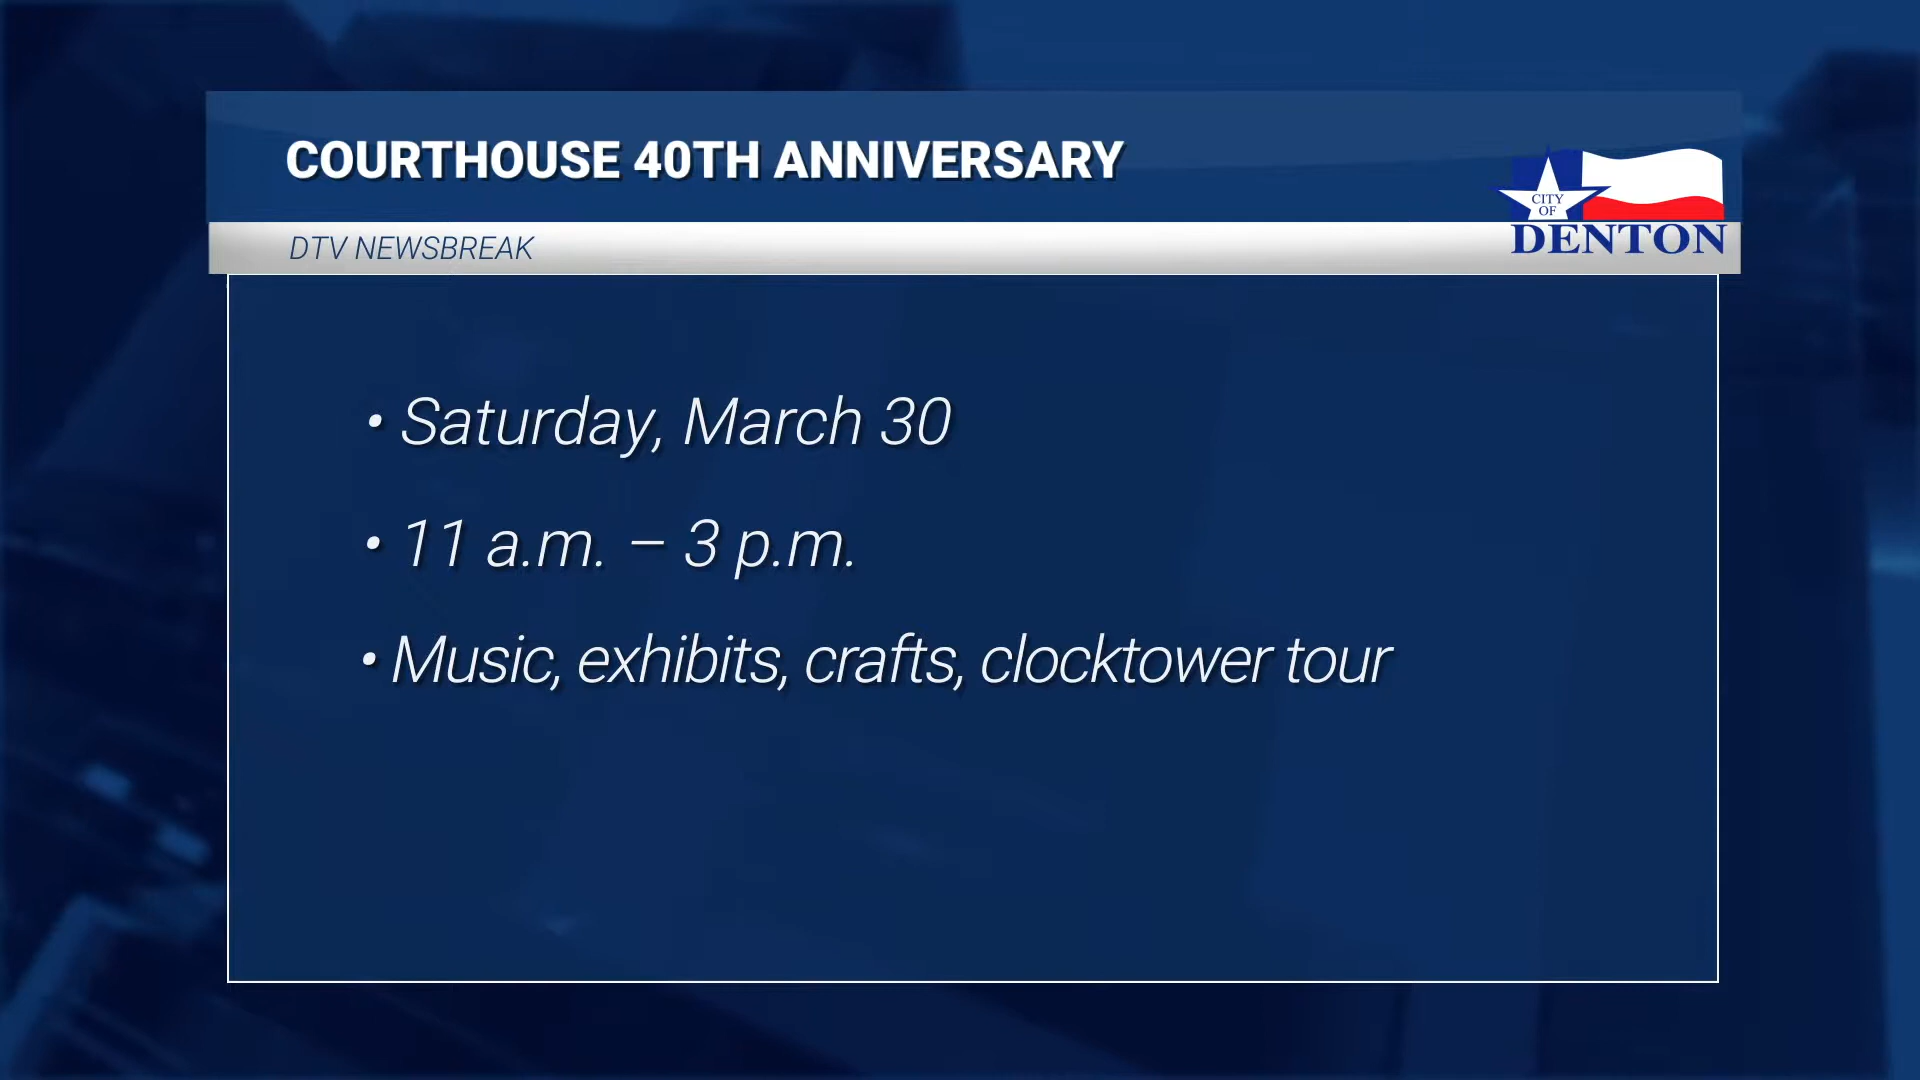 COURTHOUSE 40TH ANNIVERSARY
CITY
OF
DENTON
DTV NEWSBREAK
• Saturday, March 30
• 11 a.m. – 3 p.m.
• Music, exhibits, crafts, clocktower tour